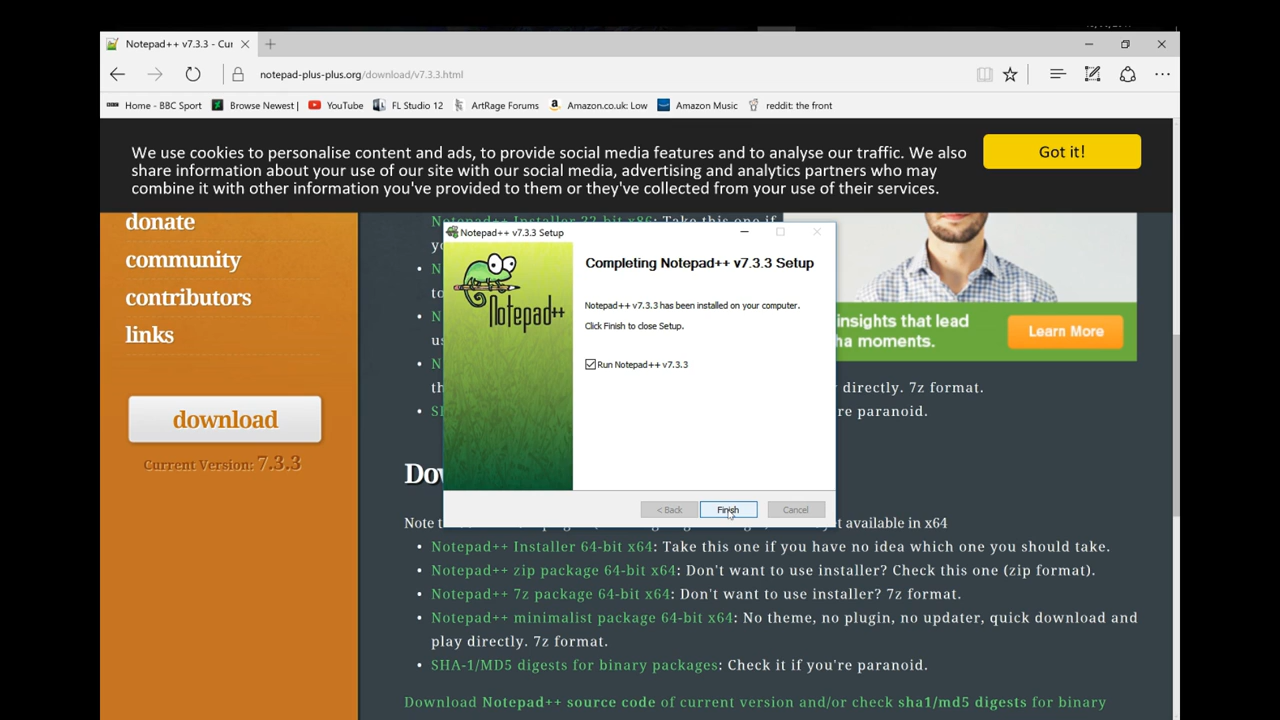 Notepad++ v7.3.3 - Cur
notepad-plus-plus.org/download/v7.3.3.html
Home - BBC Sport
Browse Newest |
YouTube
FL Studio 12
ArtRage Forums
Amazon.co.uk: Low
Amazon Music
reddit: the front
We use cookies to personalise content and ads, to provide social media features and to analyse our traffic. We also
share information about your use of our site with our social media, advertising and analytics partners who may
combine it with other information you've provided to them or they've collected from your use of their services.
Got it!
donate
community
contributors
links
download
Current Version: 7.3.3
Notepad++ Installer 32-bit x86: Take this one if
Notepad++ v7.3.3 Setup
Notepad++
Completing Notepad++ v7.3.3 Setup
Notepad++ v7.3.3 has been installed on your computer.
Click Finish to close Setup.
Run Notepad++ v7.3.3
< Back
Finish
Cancel
insights that lead
moments.
Learn More
directly. 7z format.
paranoid.
Note
available in x64
Notepad++ Installer 64-bit x64: Take this one if you have no idea which one you should take.
Notepad++ zip package 64-bit x64: Don't want to use installer? Check this one (zip format).
Notepad++ 7z package 64-bit x64: Don't want to use installer? 7z format.
Notepad++ minimalist package 64-bit x64: No theme, no plugin, no updater, quick download and
play directly. 7z format.
SHA-1/MD5 digests for binary packages: Check it if you're paranoid.
Download Notepad++ source code of current version and/or check sha1/md5 digests for binary